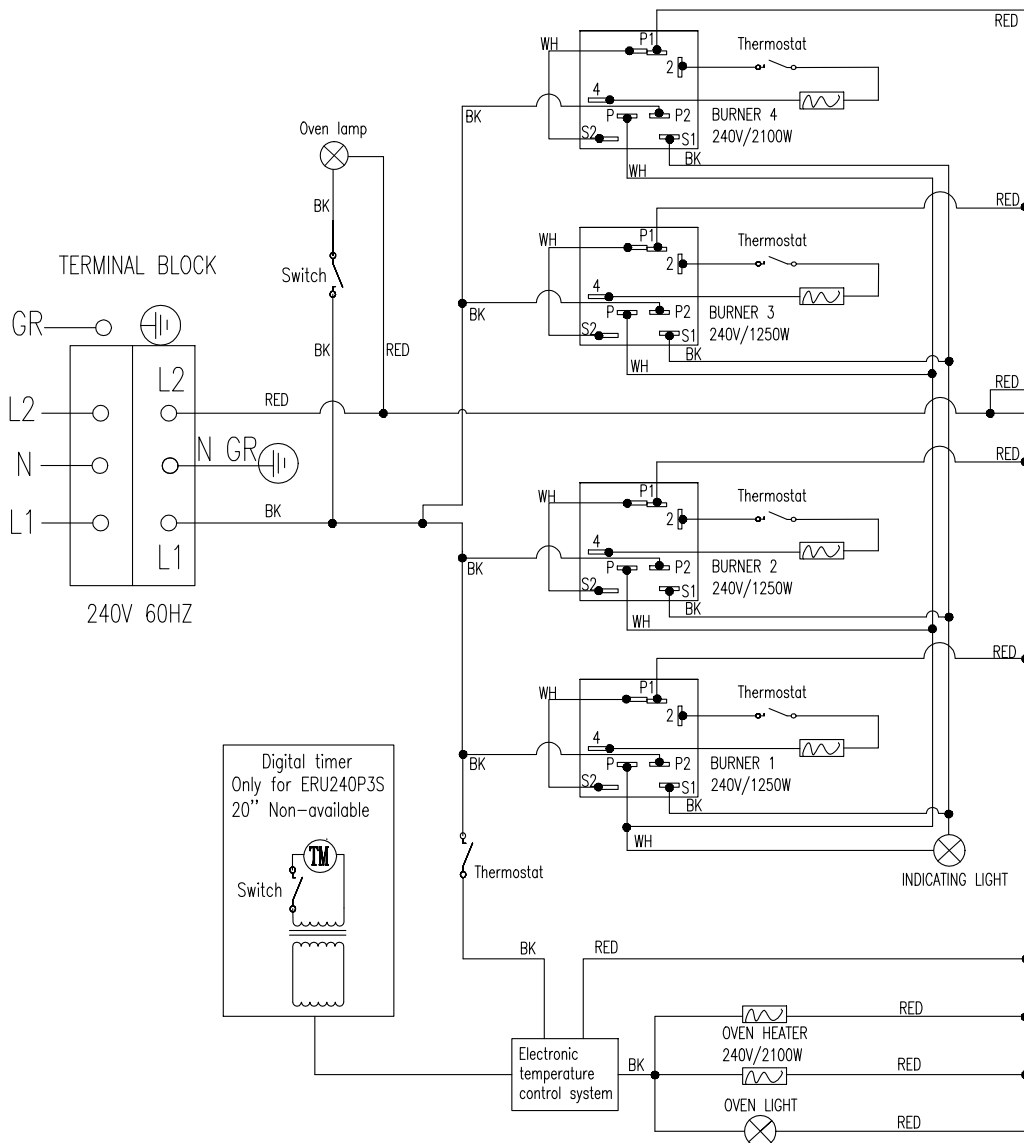 RED
P1
WH
Thermostat
2
4
BK
P
P2
BURNER 4
S2
S1
240V/2100W
BK
WH
Oven lamp
BK
RED
P1
WH
Thermostat
2
Switch
4
BK
P
P2
BURNER 3
S2
S1
240V/1250W
BK
WH
BK
RED
TERMINAL BLOCK
GR
L2
L2
RED
RED
N
N GR
RED
L1
BK
L1
240V 60HZ
P1
WH
Thermostat
2
4
BK
P
P2
BURNER 2
S2
S1
240V/1250W
BK
WH
RED
P1
WH
Thermostat
2
4
BK
P
P2
BURNER 1
S2
S1
240V/1250W
BK
WH
INDICATING LIGHT
Digital timer
Only for ERU240P3S
20’’ Non-available
TM
Switch
Thermostat
BK
RED
RED
OVEN HEATER
240V/2100W
Electronic
temperature
control system
BK
RED
OVEN LIGHT
RED